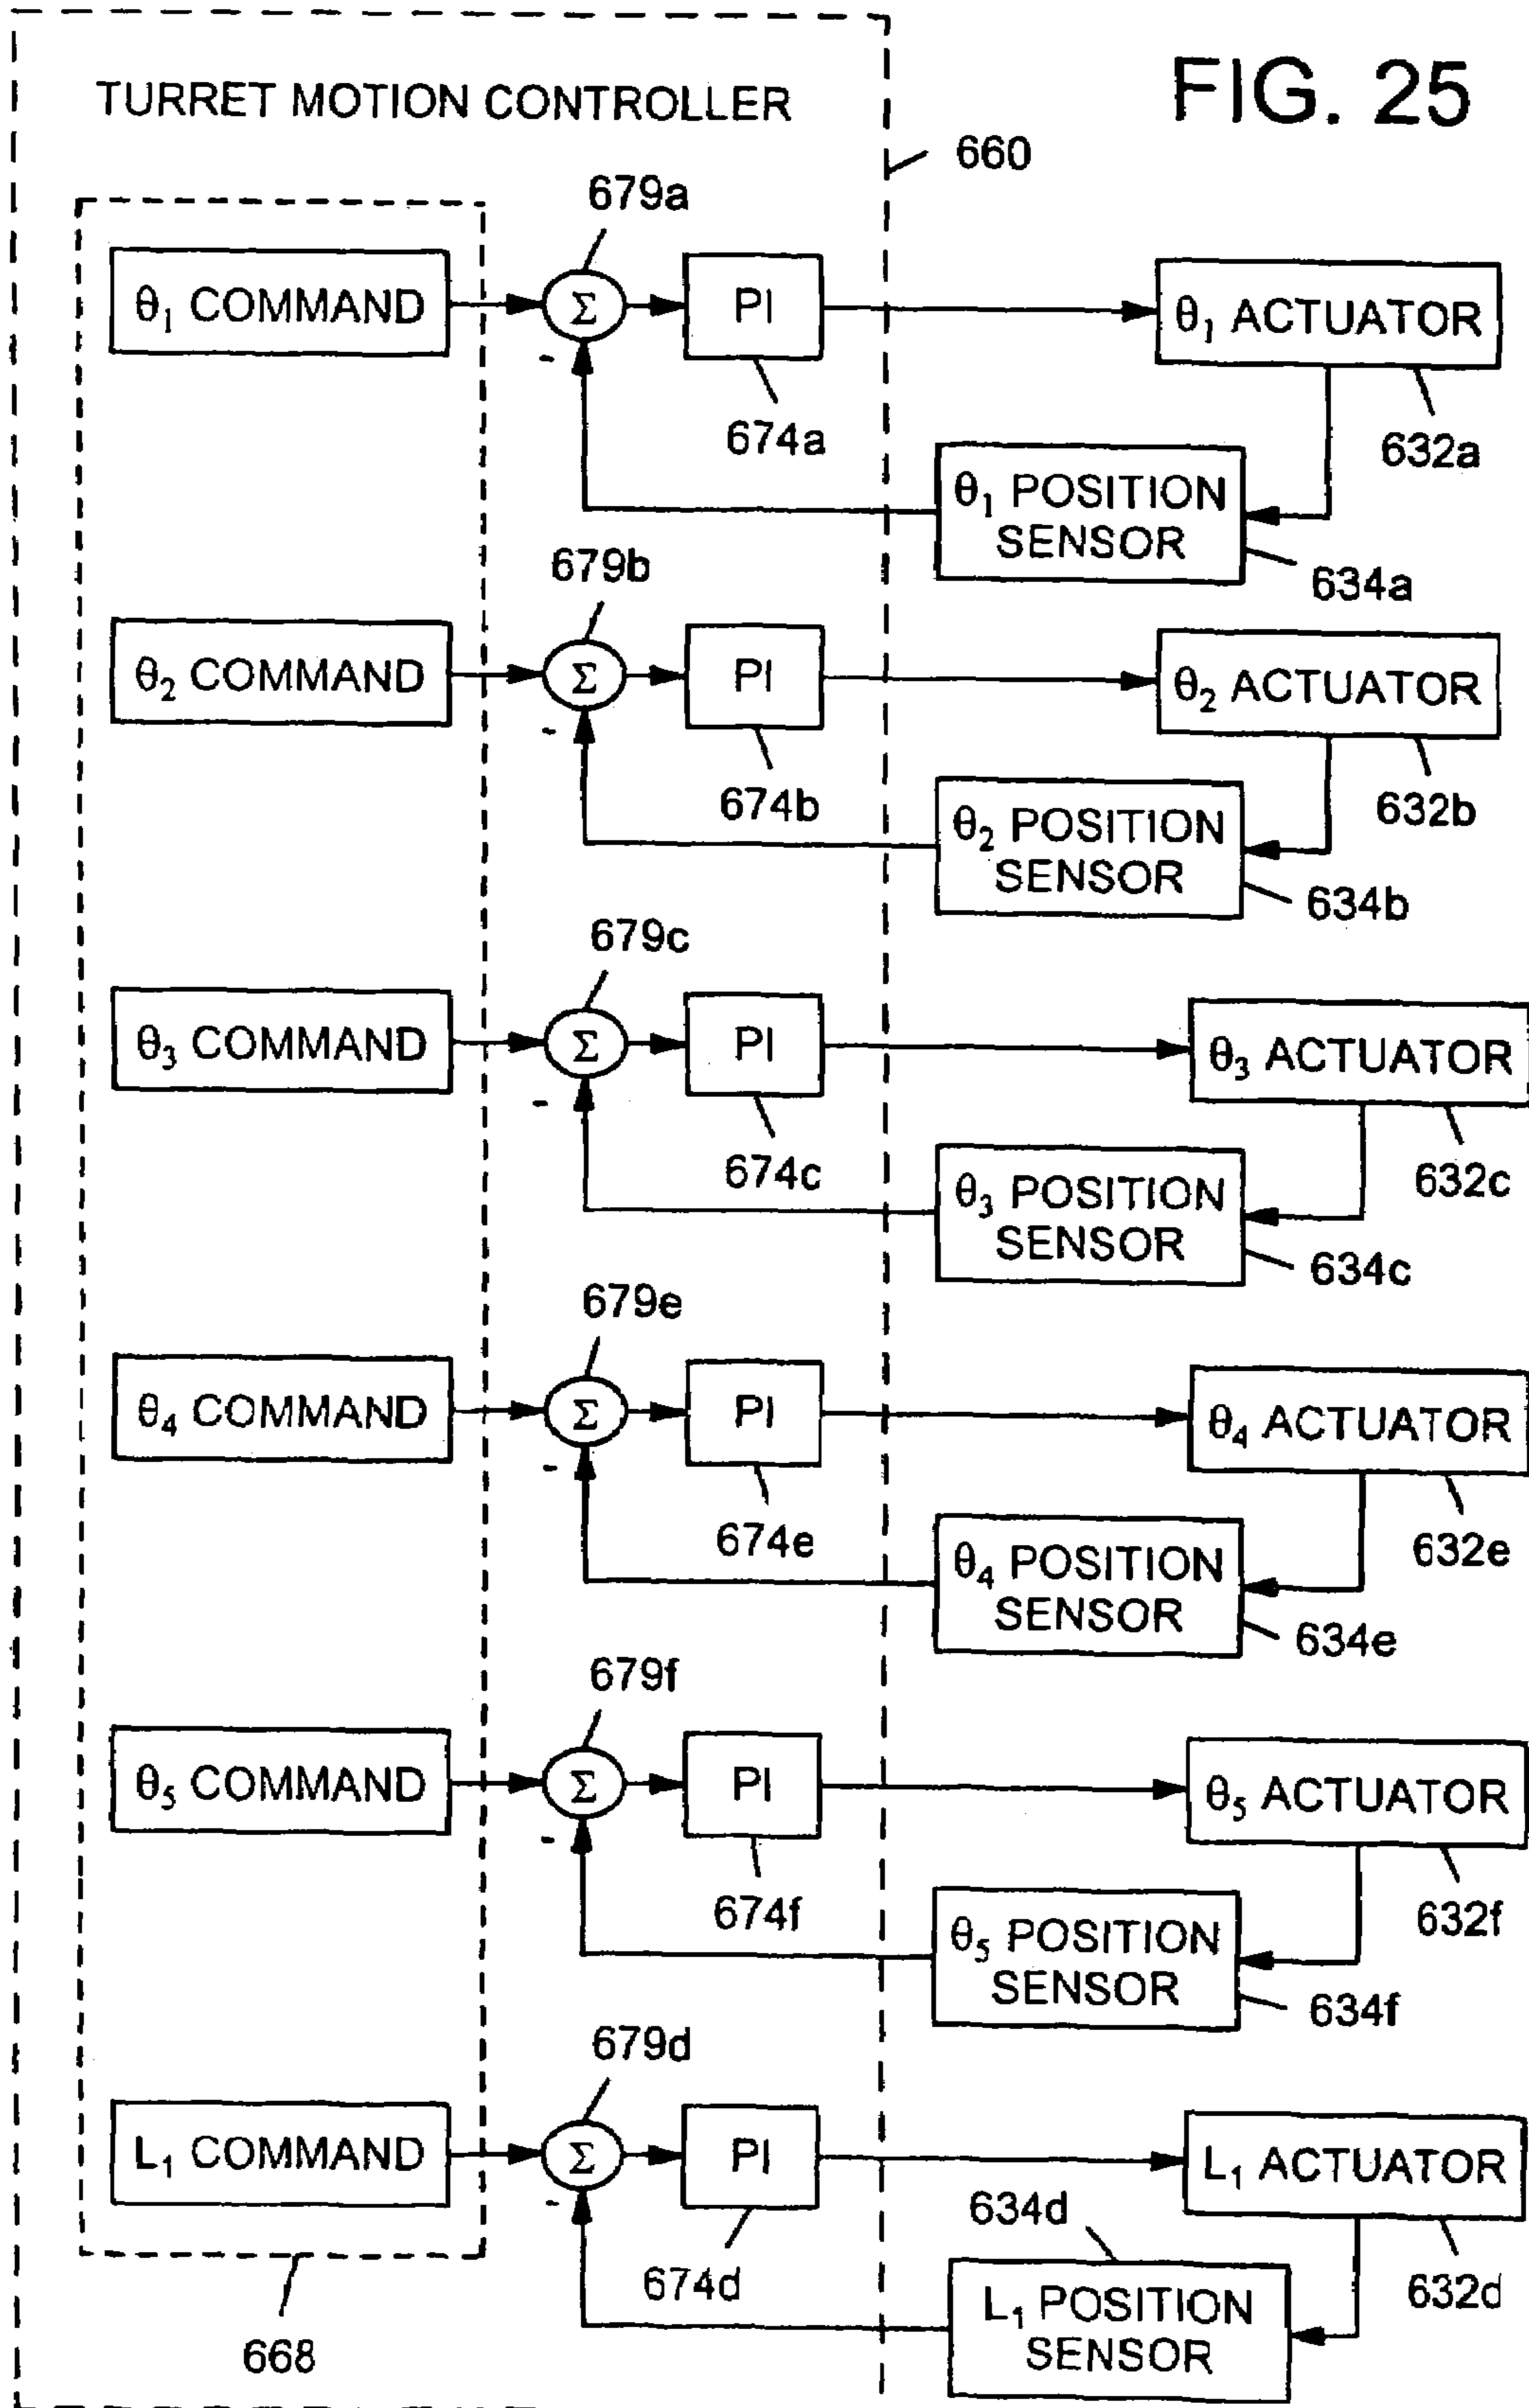 FIG. 25
TURRET MOTION CONTROLLER
660
679a
θ₁ COMMAND
Σ
PI
θ₁ ACTUATOR
-
674a
632a
θ₁ POSITION
SENSOR
634a
679b
θ₂ COMMAND
Σ
PI
θ₂ ACTUATOR
-
674b
632b
θ₂ POSITION
SENSOR
634b
679c
θ₃ COMMAND
Σ
PI
θ₃ ACTUATOR
-
674c
632c
θ₃ POSITION
SENSOR
634c
679e
θ₄ COMMAND
Σ
PI
θ₄ ACTUATOR
-
674e
632e
θ₄ POSITION
SENSOR
634e
679f
θ₅ COMMAND
Σ
PI
θ₅ ACTUATOR
-
674f
632f
θ₅ POSITION
SENSOR
634f
679d
L₁ COMMAND
Σ
PI
L₁ ACTUATOR
-
674d
634d
632d
L₁ POSITION
SENSOR
668